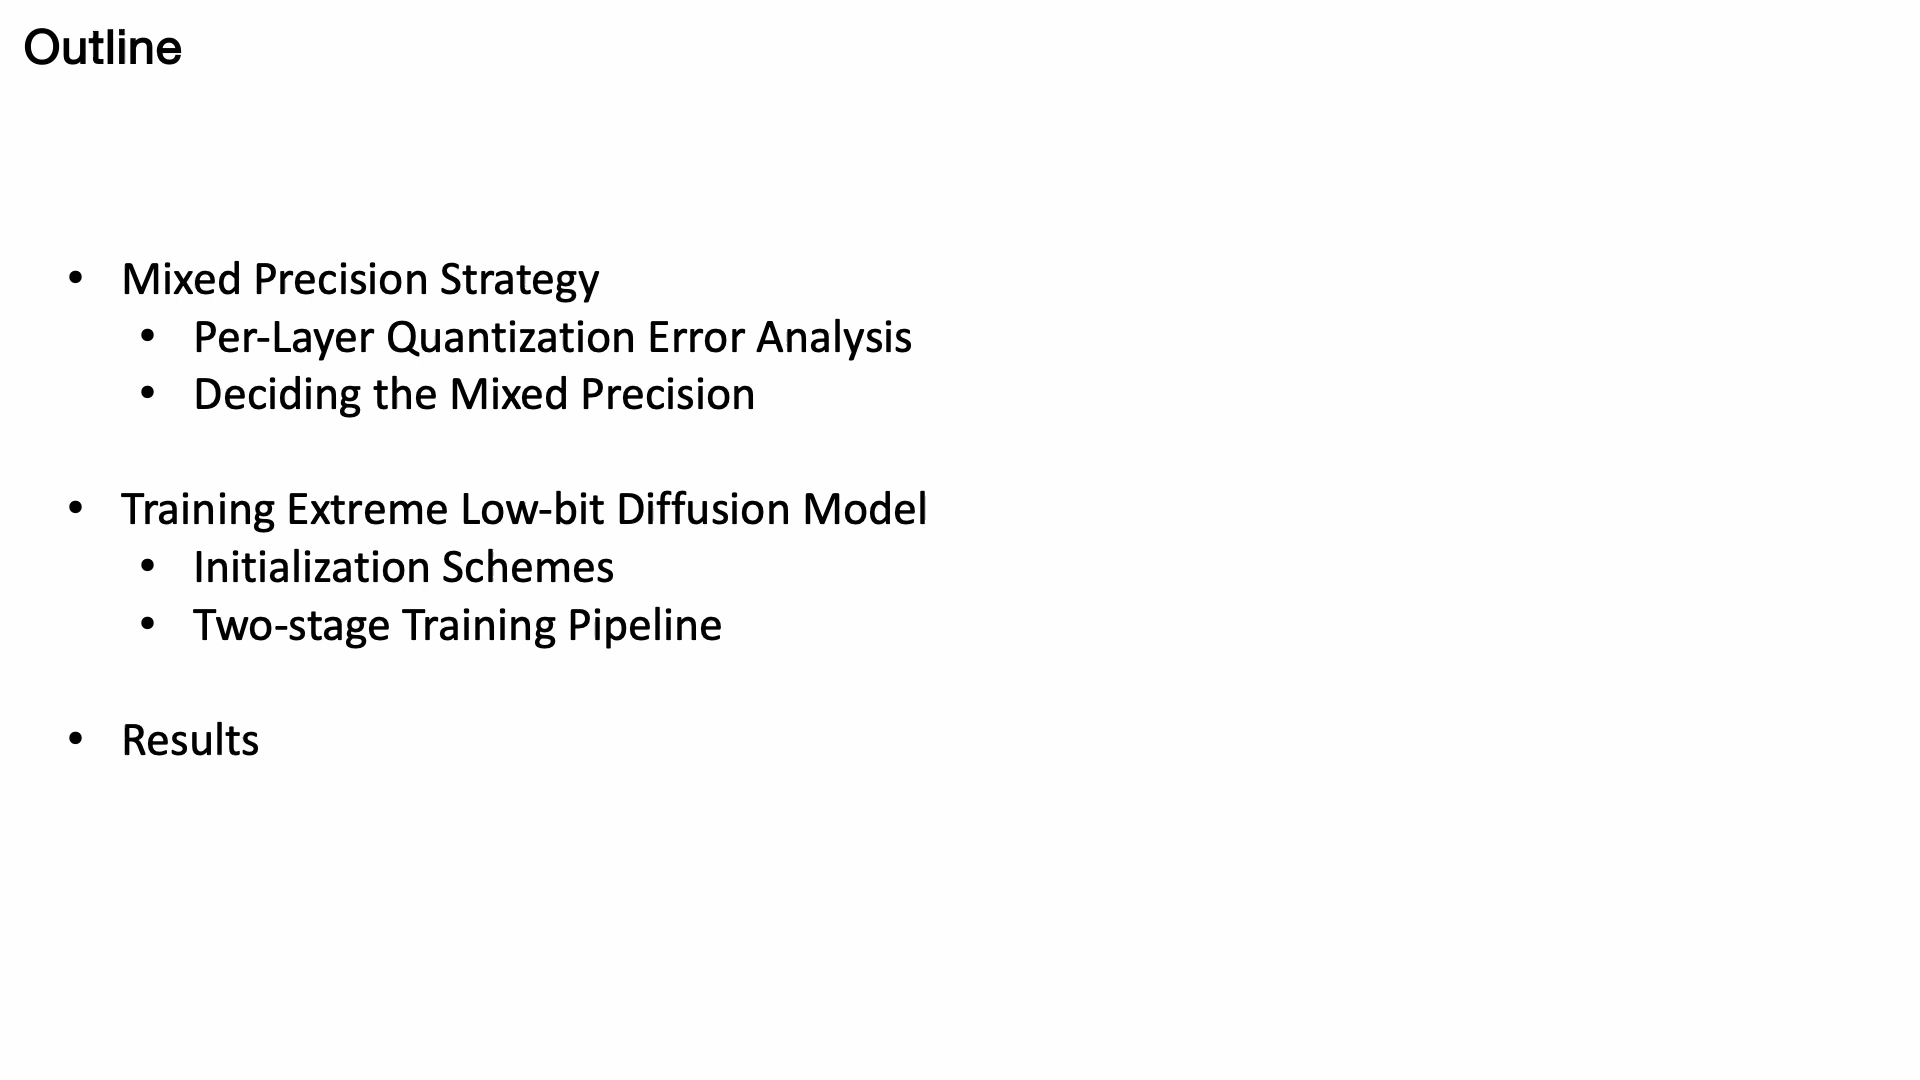 Outline
• Mixed Precision Strategy
• Per-Layer Quantization Error Analysis
• Deciding the Mixed Precision
• Training Extreme Low-bit Diffusion Model
• Initialization Schemes
• Two-stage Training Pipeline
• Results